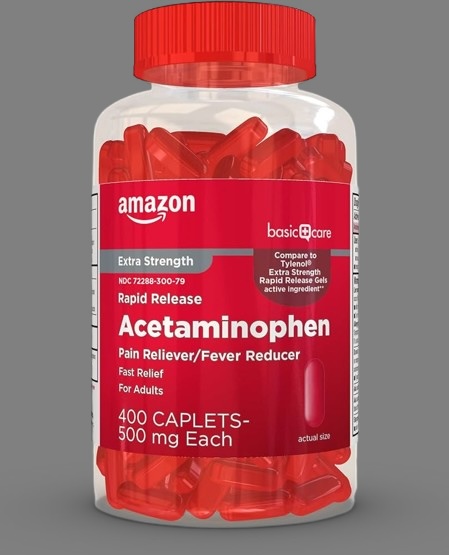 amazon
basic care
Extra Strength
Compare to
Tylenol®
Extra Strength
Rapid Release Gels
active ingredient**
NDC 72288-300-79
Rapid Release
Acetaminophen
Pain Reliever/Fever Reducer
Fast Relief
For Adults
400 CAPLETS-
500 mg Each
actual size